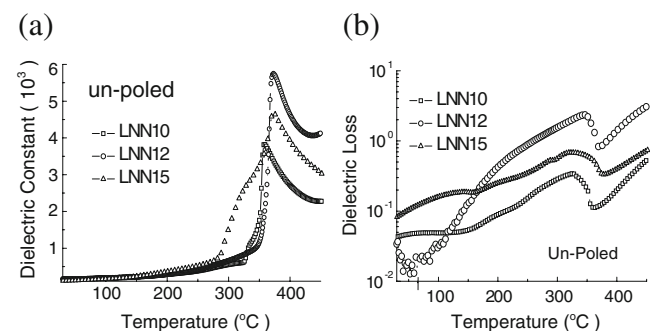 (a)
(b)
Dielectric Constant ( 10³)
6
5
4
3
2
1
un-poled
LNN10
LNN12
LNN15
100
200
300
400
Temperature (°C)
Dielectric Loss
10¹
10⁰
10⁻¹
10⁻²
LNN10
LNN12
LNN15
Un-Poled
100
200
300
400
Temperature (°C)